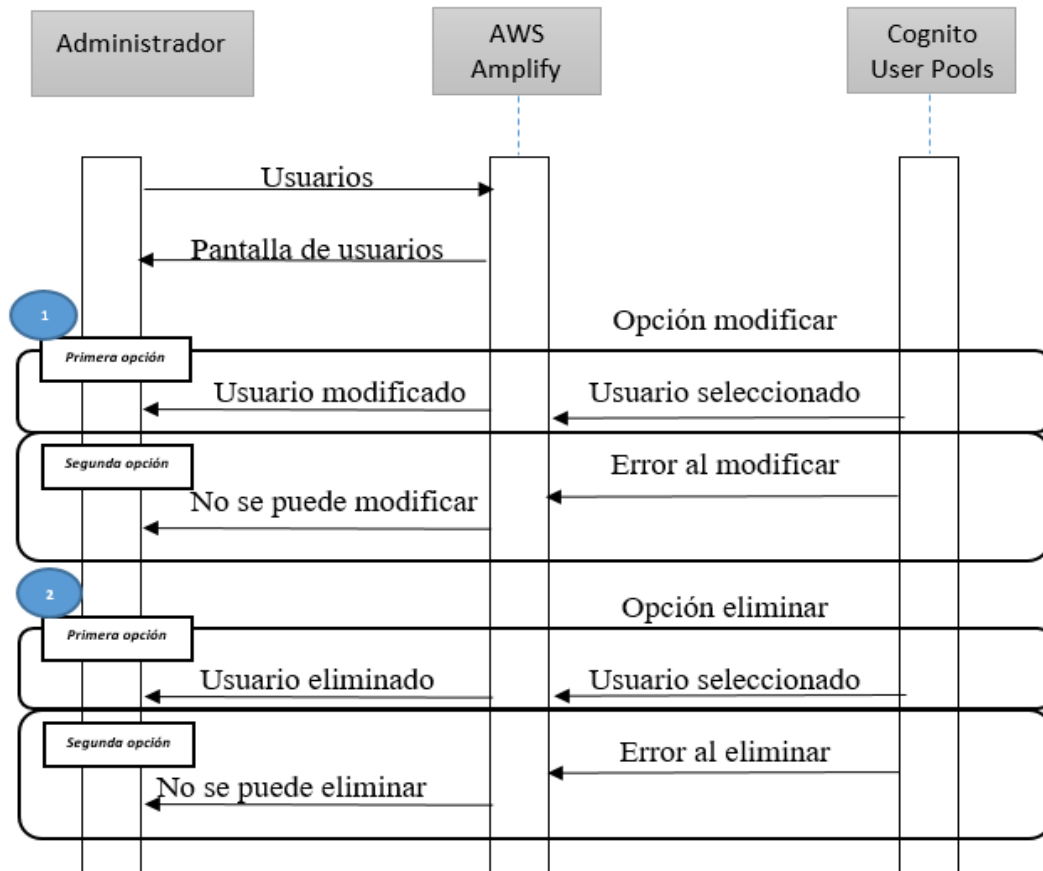 Administrador
AWS
Amplify
Cognito
User Pools
Usuarios
Pantalla de usuarios
1
Opción modificar
Primera opción
Usuario modificado
Usuario seleccionado
Segunda opción
Error al modificar
No se puede modificar
2
Opción eliminar
Primera opción
Usuario eliminado
Usuario seleccionado
Segunda opción
Error al eliminar
No se puede eliminar